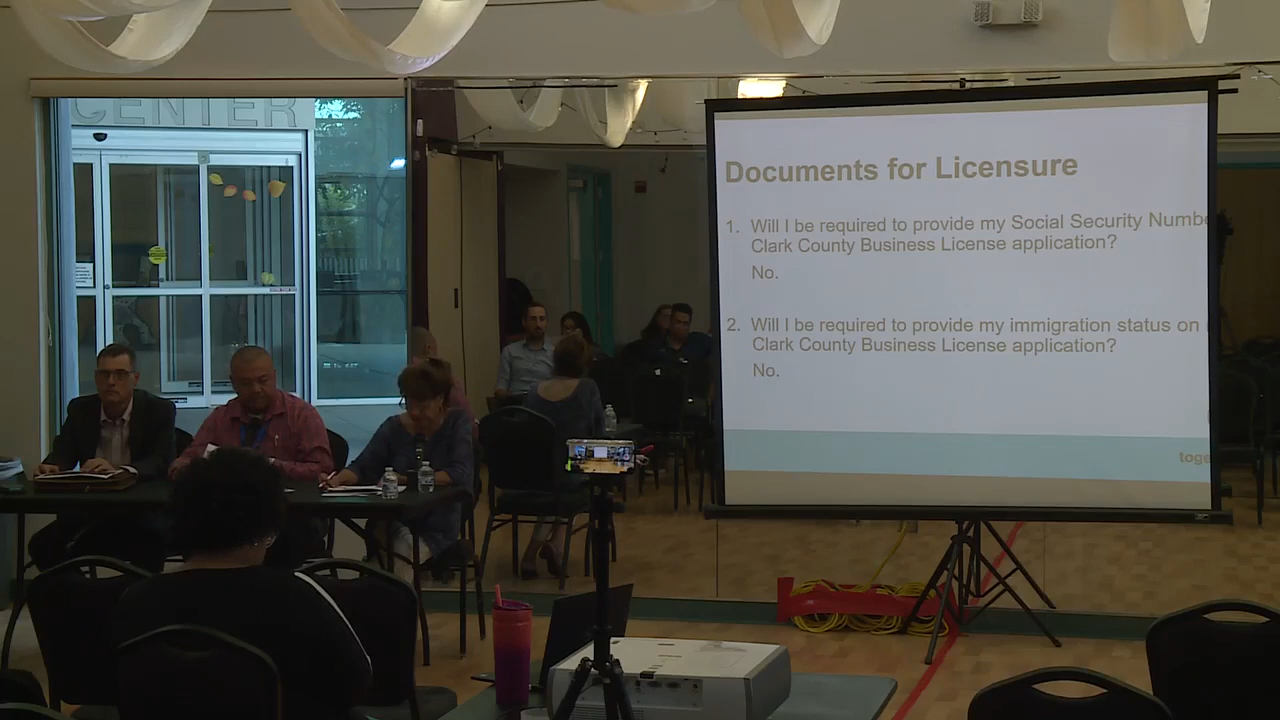 CENTER
Documents for Licensure
1. Will I be required to provide my Social Security Numbe
Clark County Business License application?
No.
2. Will I be required to provide my immigration status on
Clark County Business License application?
No.
toge